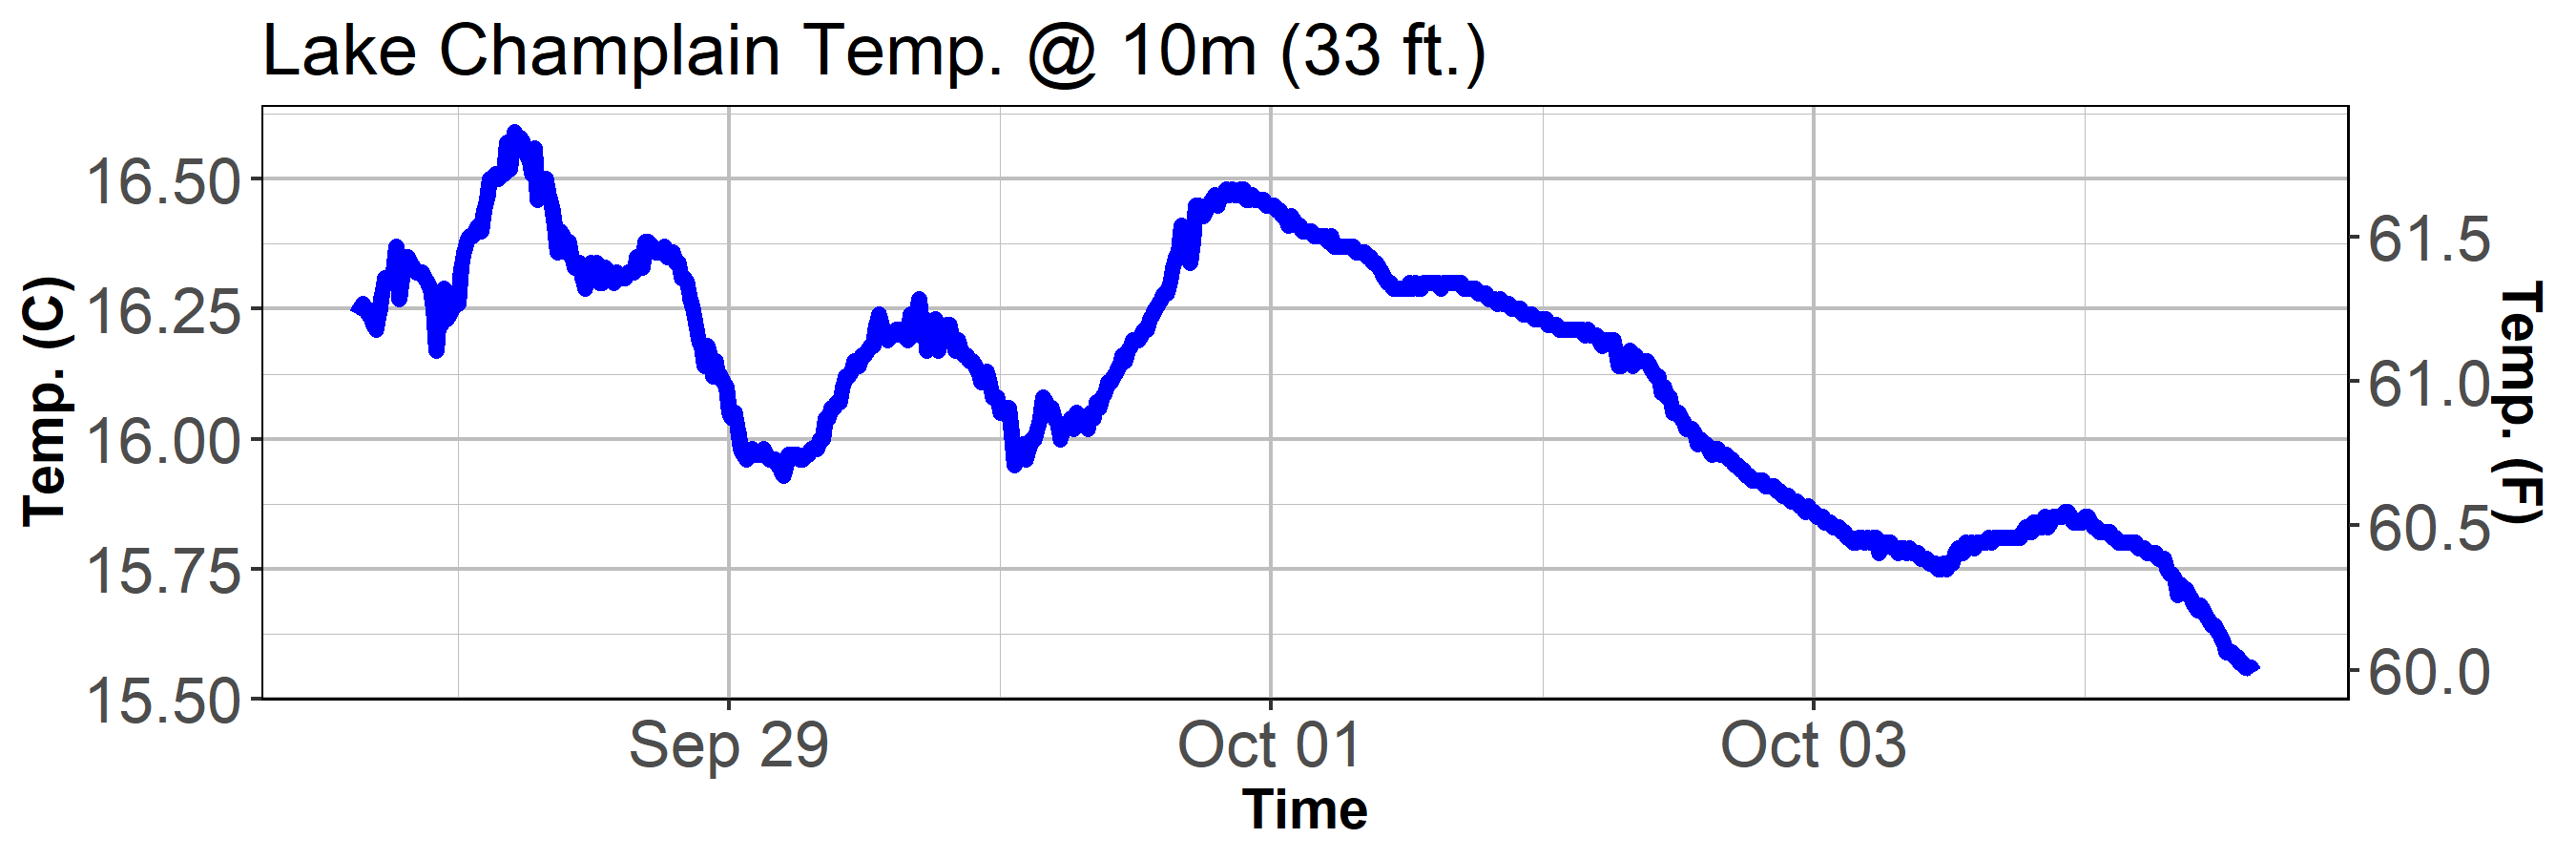 Lake Champlain Temp. @ 10m (33 ft.)
Temp. (C)
16.50
16.25
16.00
15.75
15.50
61.5
61.0
60.5
60.0
Temp. (F)
Sep 29
Oct 01
Oct 03
Time